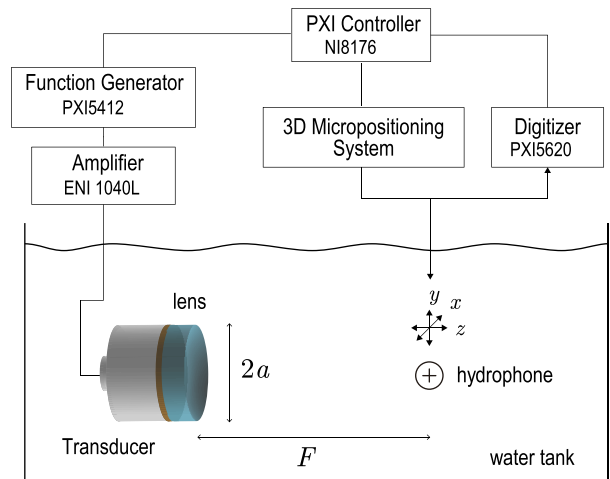 PXI Controller
NI8176
Function Generator
PXI5412
3D Micropositioning
System
Digitizer
PXI5620
Amplifier
ENI 1040L
lens
y
x
z
2a
hydrophone
Transducer
F
water tank